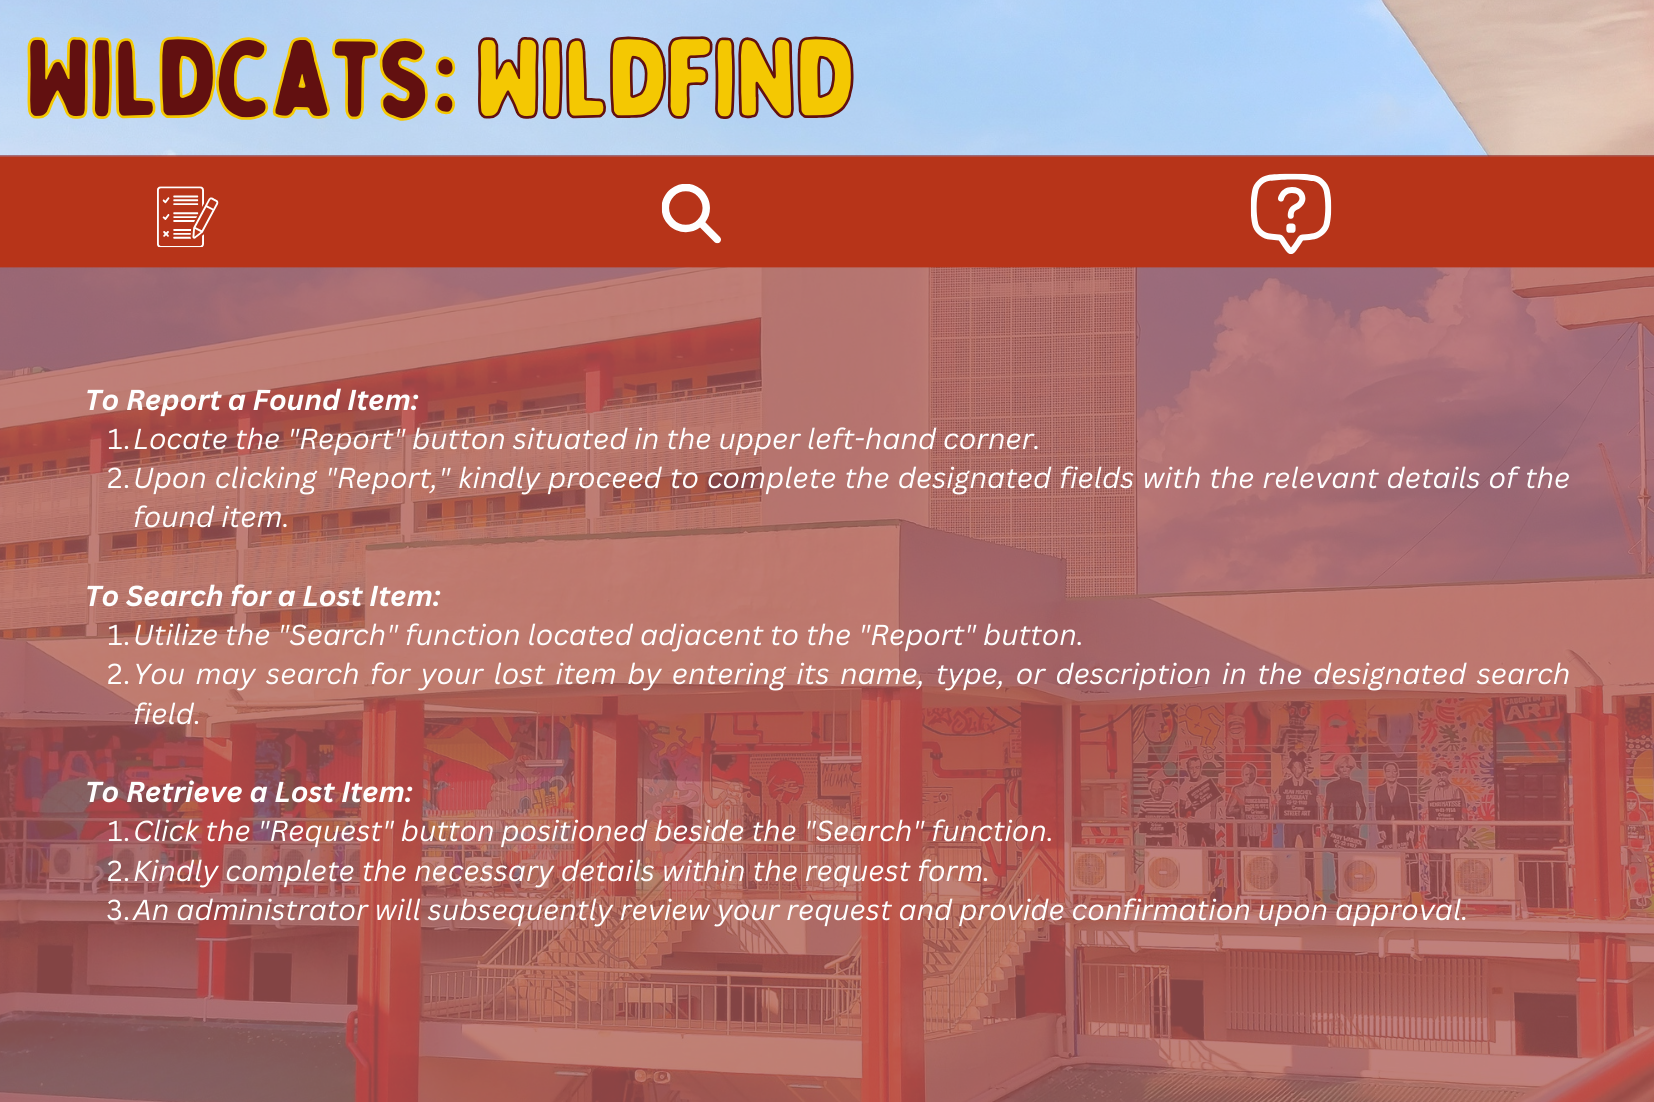 WILDCATS: WILDFIND
To Report a Found Item:
1. Locate the "Report" button situated in the upper left-hand corner.
2. Upon clicking "Report," kindly proceed to complete the designated fields with the relevant details of the
found item.
To Search for a Lost Item:
1. Utilize the "Search" function located adjacent to the "Report" button.
2. You may search for your lost item by entering its name, type, or description in the designated search
field.
To Retrieve a Lost Item:
1. Click the "Request" button positioned beside the "Search" function.
2. Kindly complete the necessary details within the request form.
3. An administrator will subsequently review your request and provide confirmation upon approval.
ART